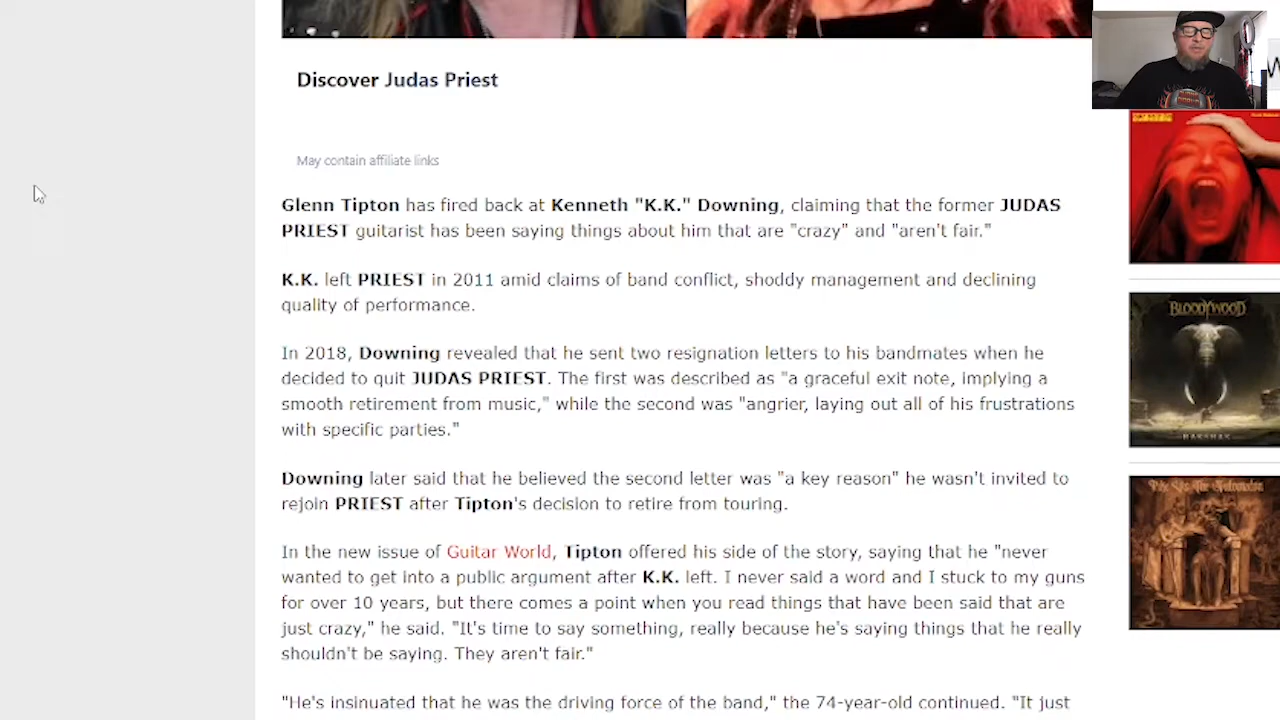 Discover Judas Priest
May contain affiliate links
Glenn Tipton has fired back at Kenneth "K.K." Downing, claiming that the former JUDAS
PRIEST guitarist has been saying things about him that are "crazy" and "aren't fair."
K.K. left PRIEST in 2011 amid claims of band conflict, shoddy management and declining
quality of performance.
In 2018, Downing revealed that he sent two resignation letters to his bandmates when he
decided to quit JUDAS PRIEST. The first was described as "a graceful exit note, implying a
smooth retirement from music," while the second was "angrier, laying out all of his frustrations
with specific parties."
Downing later said that he believed the second letter was "a key reason" he wasn't invited to
rejoin PRIEST after Tipton's decision to retire from touring.
In the new issue of Guitar World, Tipton offered his side of the story, saying that he "never
wanted to get into a public argument after K.K. left. I never said a word and I stuck to my guns
for over 10 years, but there comes a point when you read things that have been said that are
just crazy," he said. "It's time to say something, really because he's saying things that he really
shouldn't be saying. They aren't fair."
"He's insinuated that he was the driving force of the band," the 74-year-old continued. "It just
BLOODYWOOD
RAKSHAK